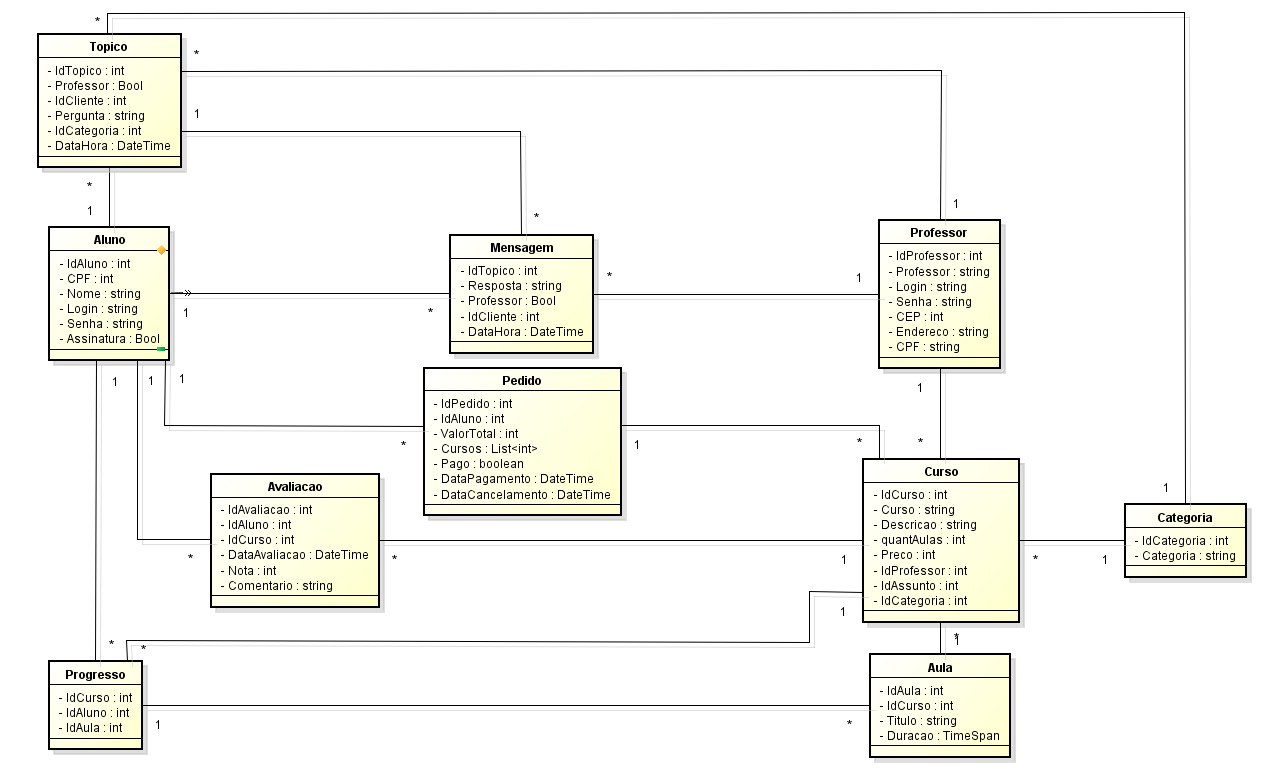 *
Topico
- IdTopico : int
- Professor : Bool
- IdCliente : int
- Pergunta : string
- IdCategoria : int
- DataHora : DateTime
*
1
*
1
*
1
Aluno
- IdAluno : int
- CPF : int
- Nome : string
- Login : string
- Senha : string
- Assinatura : Bool
1
*
Mensagem
- IdTopico : int
- Resposta : string
- Professor : Bool
- IdCliente : int
- DataHora : DateTime
*
1
Professor
- IdProfessor : int
- Professor : string
- Login : string
- Senha : string
- CEP : int
- Endereco : string
- CPF : string
1
*
1
1
1
Pedido
- IdPedido : int
- IdAluno : int
- ValorTotal : int
- Cursos : List<int>
- Pago : boolean
- DataPagamento : DateTime
- DataCancelamento : DateTime
*
1
*
Avaliacao
- IdAvaliacao : int
- IdAluno : int
- IdCurso : int
- DataAvaliacao : DateTime
- Nota : int
- Comentario : string
*
*
1
Curso
- IdCurso : int
- Curso : string
- Descricao : string
- quantAulas : int
- Preco : int
- IdProfessor : int
- IdAssunto : int
- IdCategoria : int
*
1
1
Categoria
- IdCategoria : int
- Categoria : string
1
*
*
Progresso
- IdCurso : int
- IdAluno : int
- IdAula : int
1
*
*
1
Aula
- IdAula : int
- IdCurso : int
- Titulo : string
- Duracao : TimeSpan